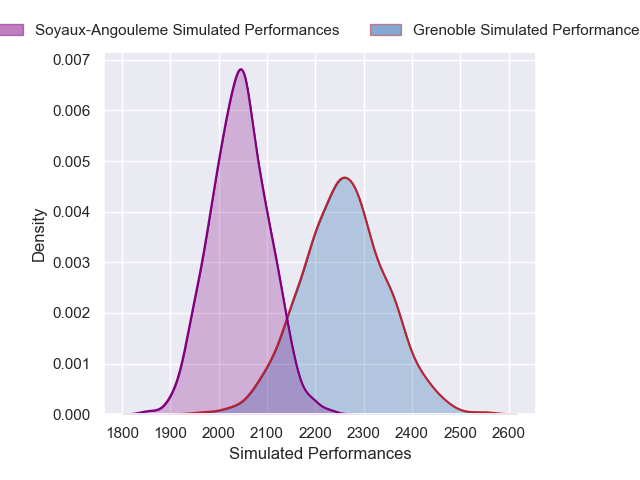 Soyaux-Angouleme Simulated Performances
Grenoble Simulated Performance
0.007
0.006
0.005
0.004
0.003
0.002
0.001
0.000
Density
1800 1900 2000 2100 2200 2300 2400 2500 2600
Simulated Performances